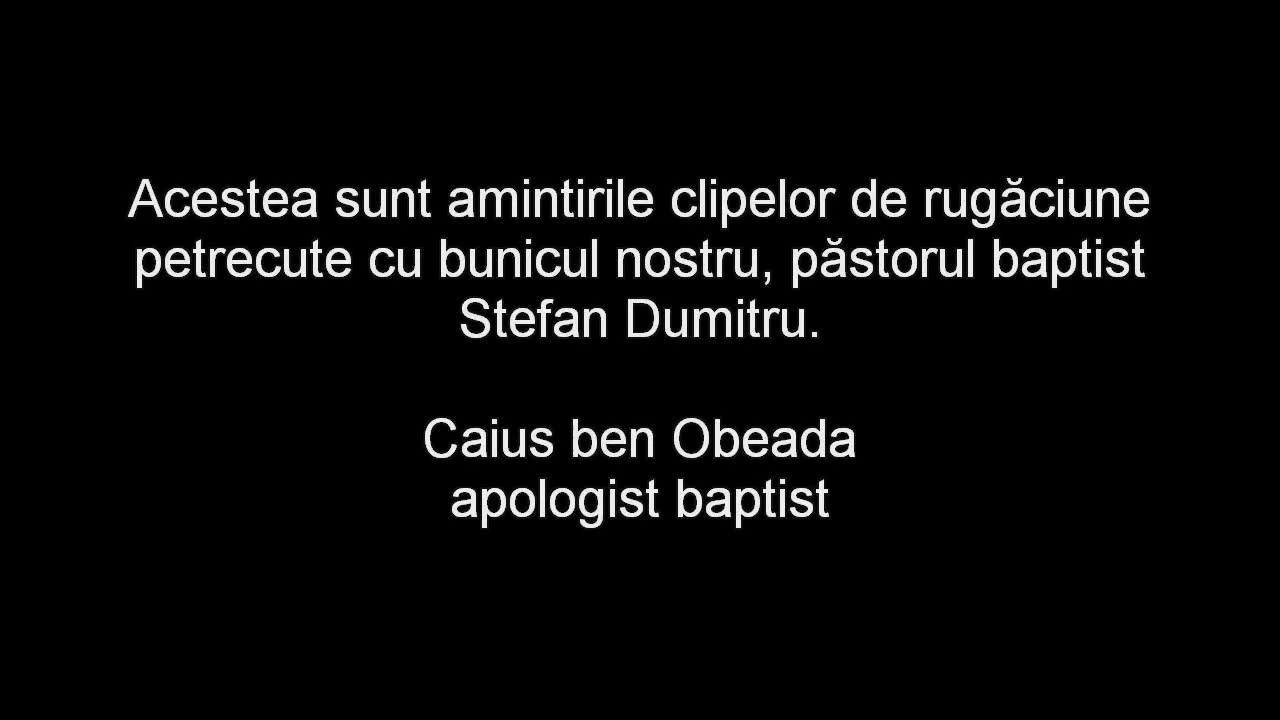 Acestea sunt amintirile clipelor de rugăciune
petrecute cu bunicul nostru, păstorul baptist
Stefan Dumitru.
Caius ben Obeada
apologist baptist